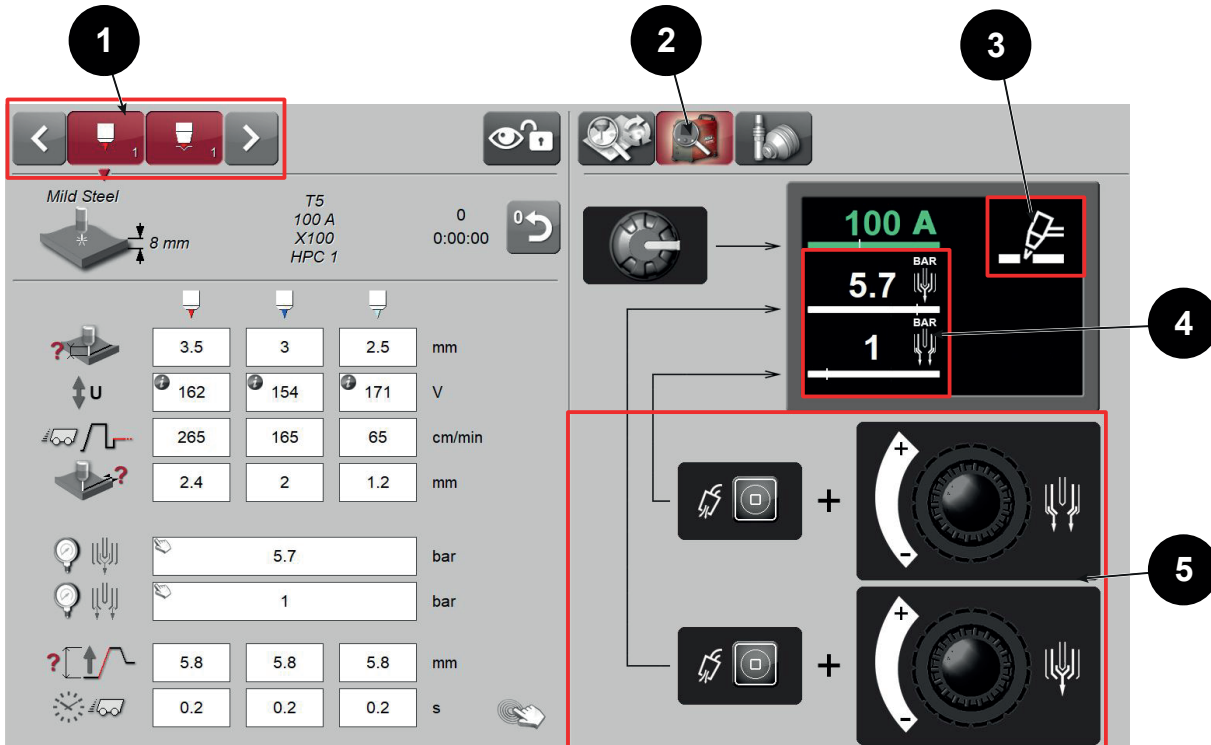 1
2
3
1
1
0
Mild Steel
8 mm
T5
100 A
X100
HPC 1
0
0:00:00
100 A
BAR
5.7
BAR
1
4
?
3.5 3 2.5 mm
U 162 154 171 V
265 165 65 cm/min
? 2.4 2 1.2 mm
+
+
-
5.7 bar
1 bar
5
? 5.8 5.8 5.8 mm
+
+
-
0.2 0.2 0.2 s